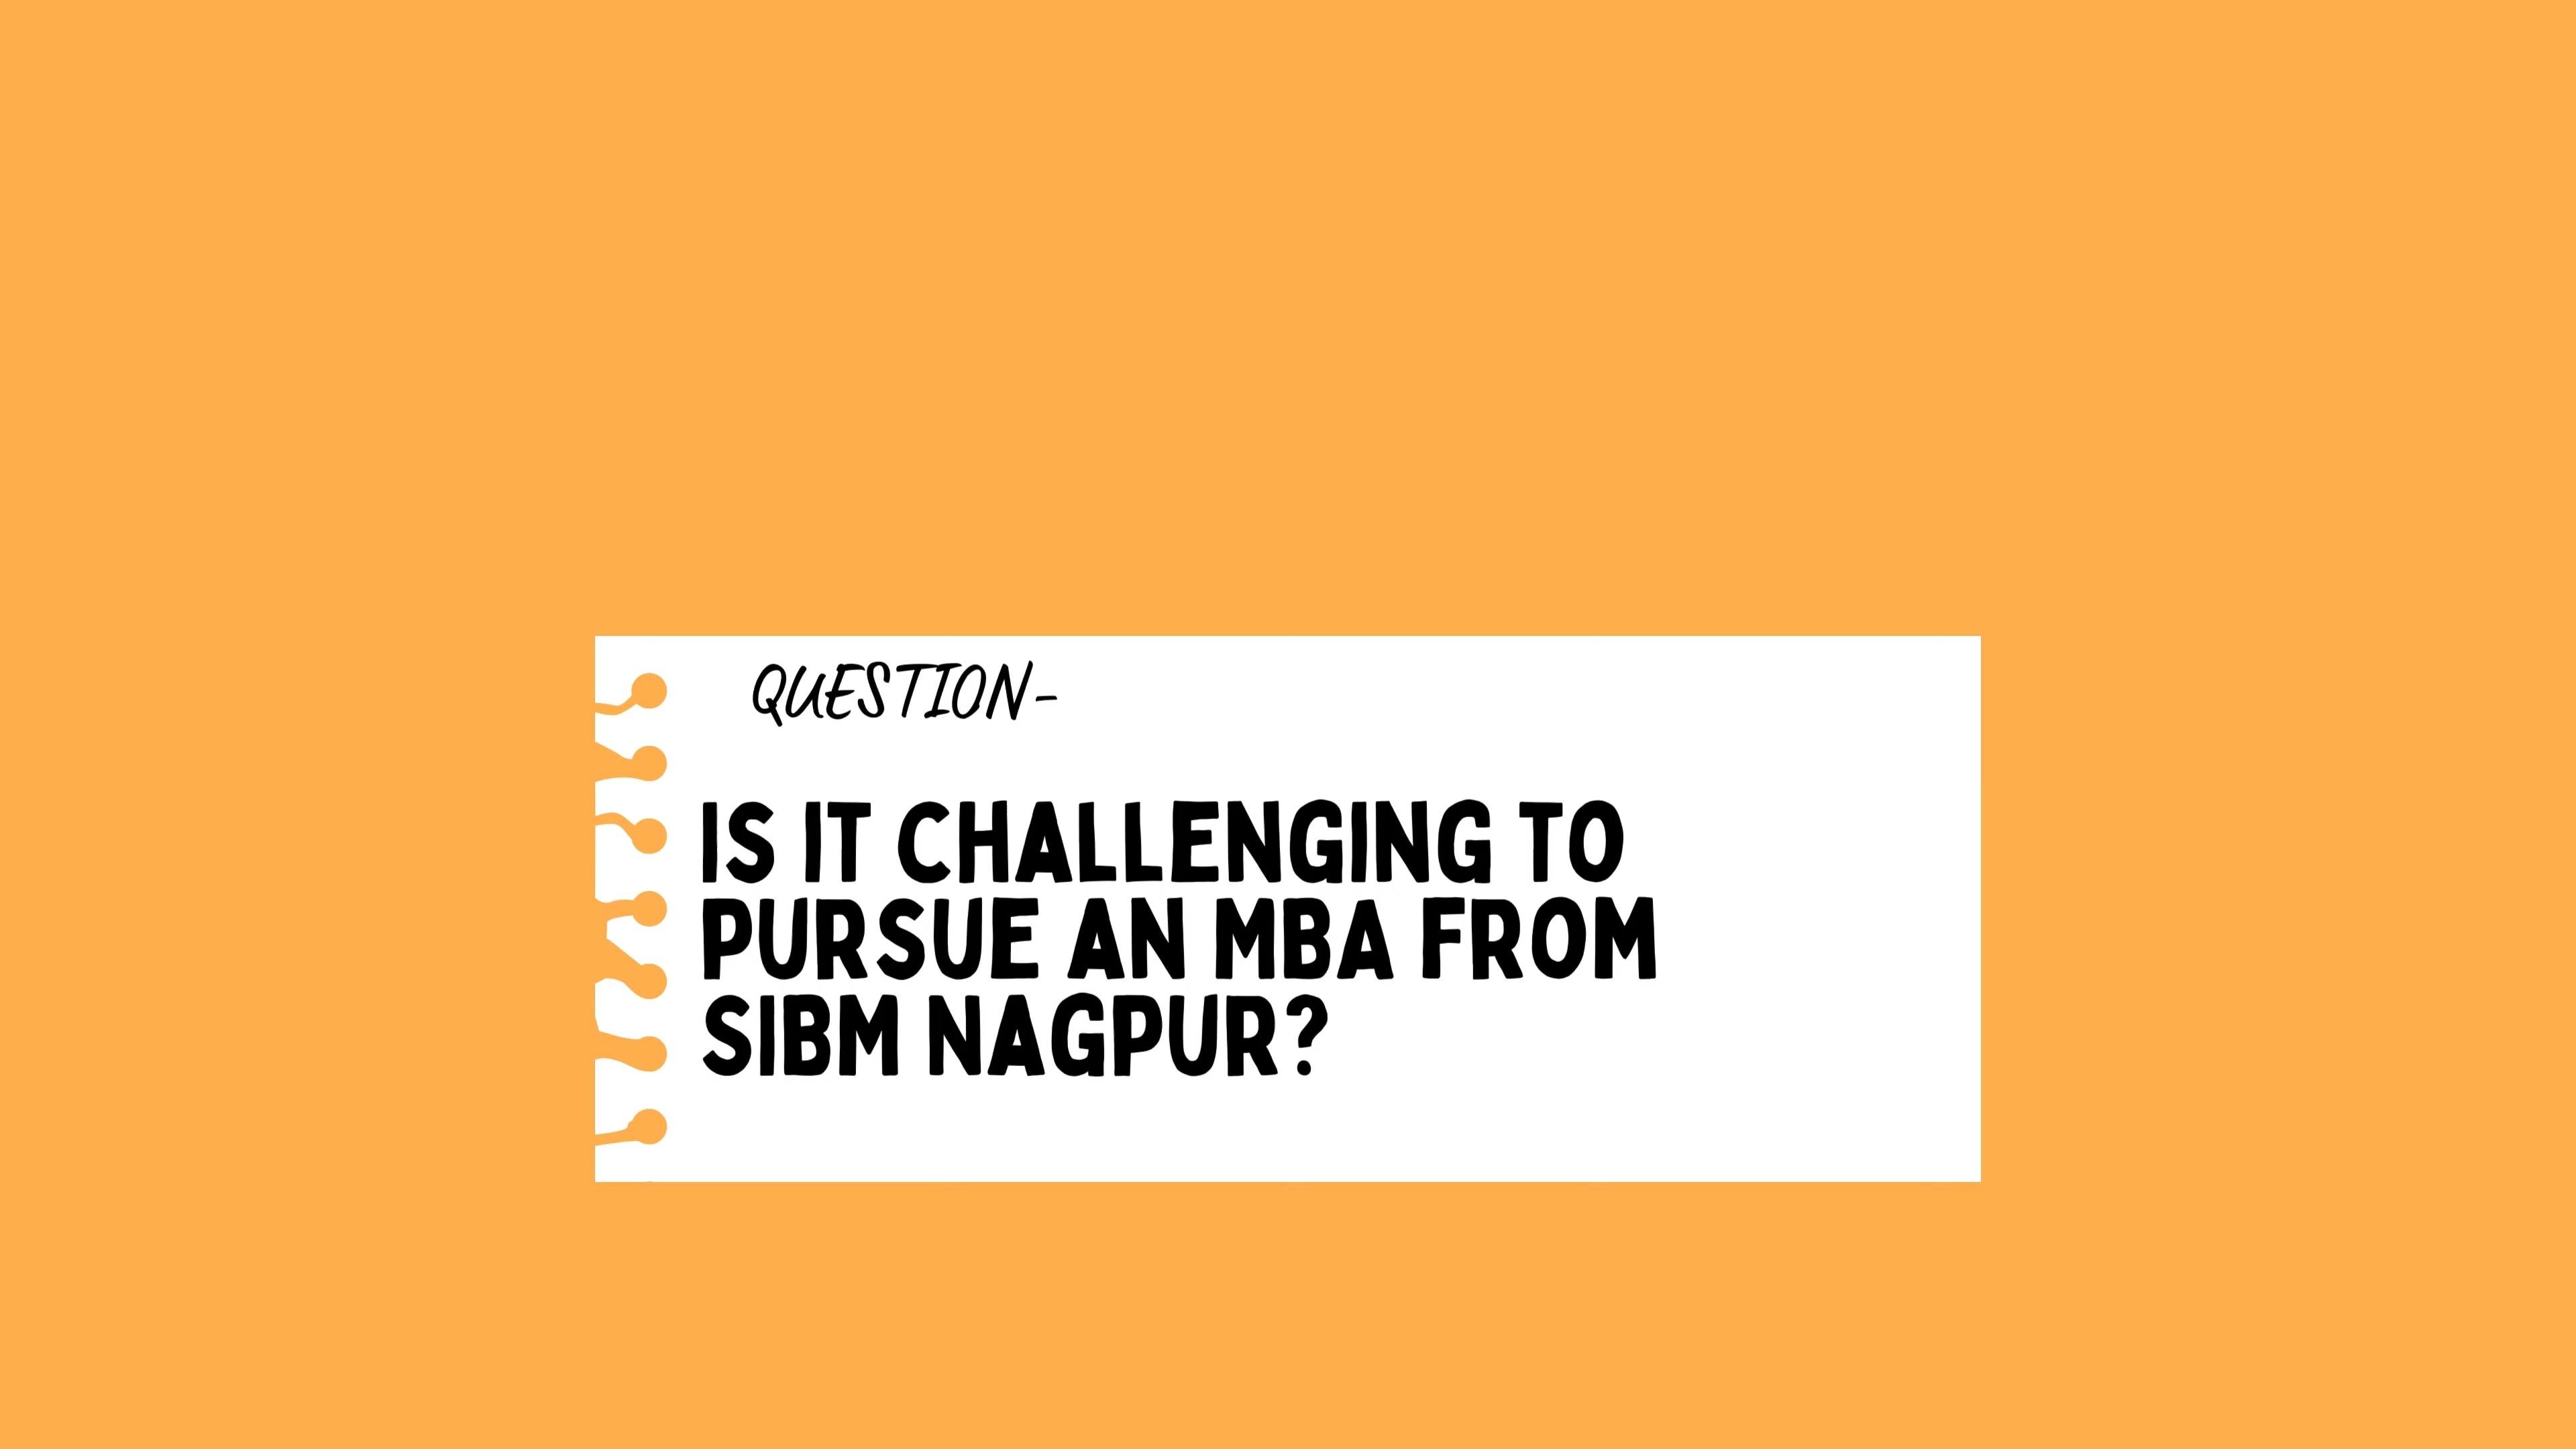 QUESTION-
IS IT CHALLENGING TO
PURSUE AN MBA FROM
SIBM NAGPUR?